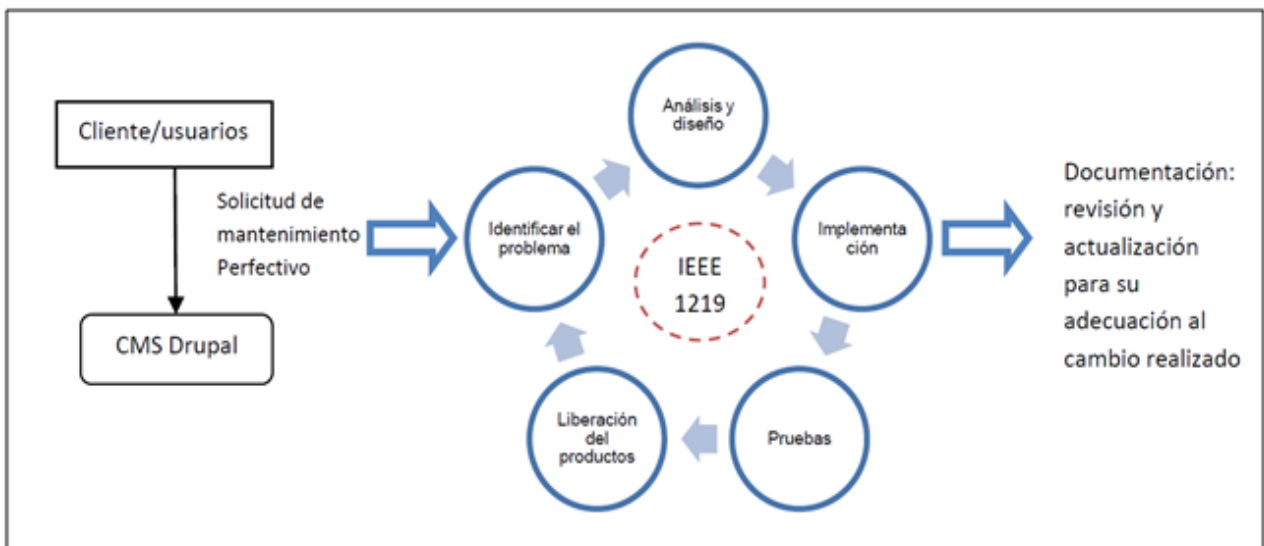 Cliente/usuarios
Solicitud de
mantenimiento
Perfectivo
CMS Drupal
Identificar el
problema
Análisis y
diseño
Implementa
ción
Pruebas
Liberación
del
productos
IEEE
1219
Documentación:
revisión y
actualización
para su
adecuación al
cambio realizado